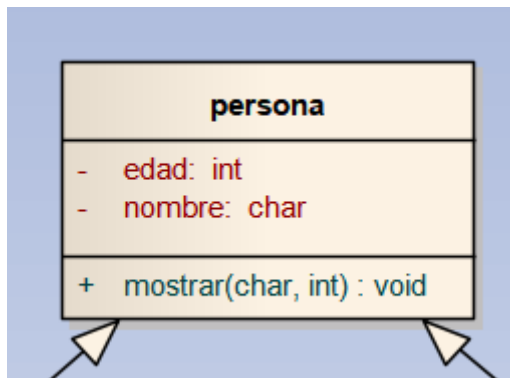 persona
- edad: int
- nombre: char
+ mostrar(char, int) : void